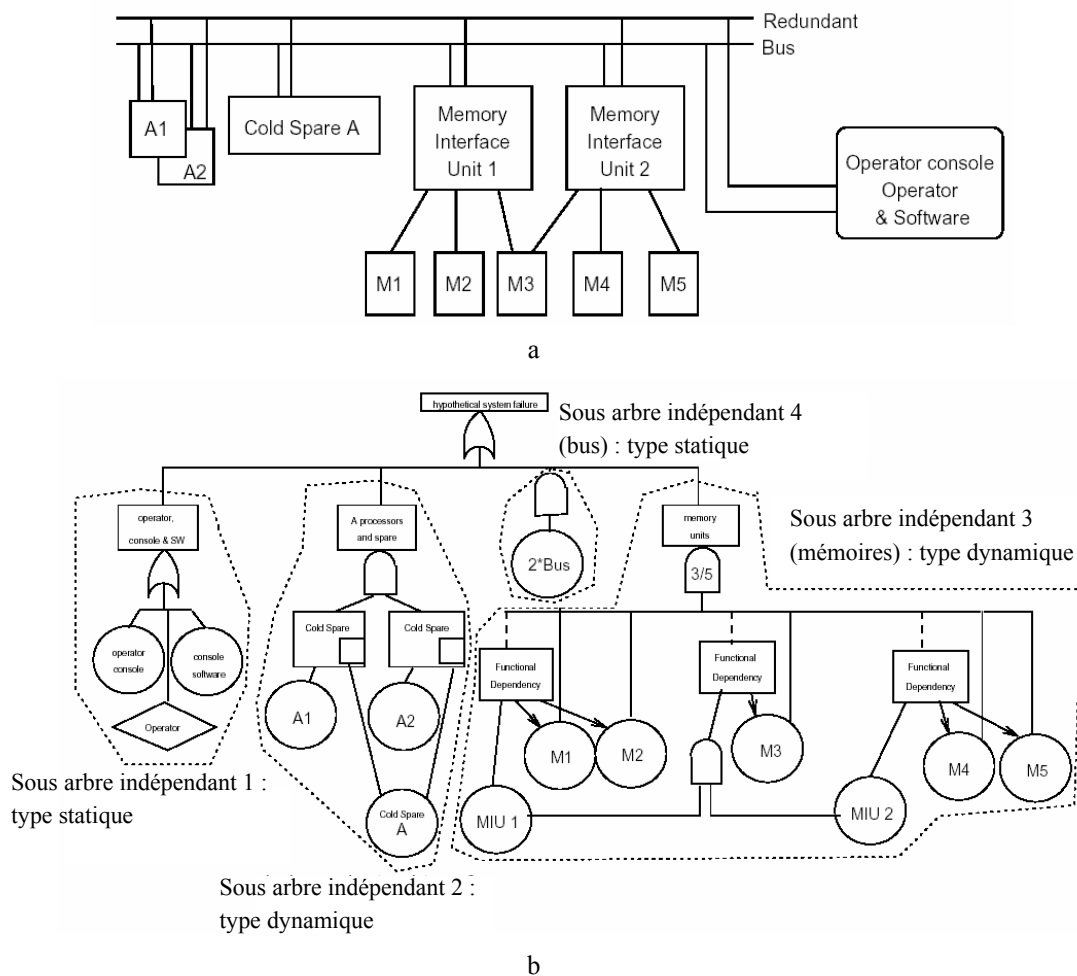 Redundant
Bus
A1
A2
Cold Spare A
Memory
Interface
Unit 1
Memory
Interface
Unit 2
Operator console
Operator
& Software
M1
M2
M3
M4
M5
a
hypothetical system failure
Sous arbre indépendant 4
(bus) : type statique
operator,
console & SW
A processors
and spare
2*Bus
memory
units
3/5
Sous arbre indépendant 3
(mémoires) : type dynamique
operator
console
console
software
Operator
Cold Spare
Cold Spare
A1
A2
Cold Spare
A
Functional
Dependency
Functional
Dependency
Functional
Dependency
M1
M2
M3
M4
M5
MIU 1
MIU 2
Sous arbre indépendant 1 :
type statique
Sous arbre indépendant 2 :
type dynamique
b